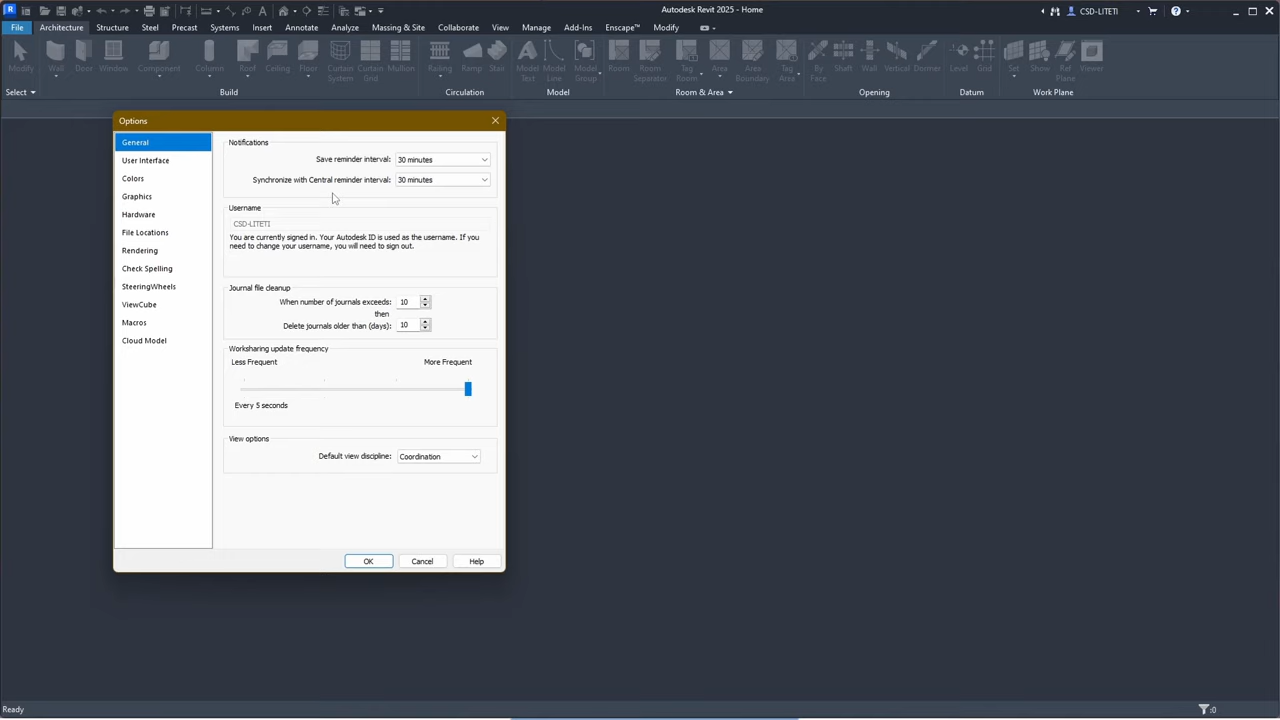 Autodesk Revit 2025 - Home
CSD-LITETI
File Architecture Structure Steel Precast Systems Insert Annotate Analyze Massing & Site Collaborate View Manage Add-Ins Enscape™ Modify
Modify Wall Door Window Component Column Roof Ceiling Floor Curtain System Curtain Grid Mullion Railing Ramp Stair Model Text Model Line Model Group Room Room Separator Tag Room Area Area Boundary Tag Area By Face Shaft Wall Vertical Dormer Level Grid Set Show Ref Plane Viewer
Select Build Circulation Model Room & Area Opening Datum Work Plane
Options
General
User Interface
Colors
Graphics
Hardware
File Locations
Rendering
Check Spelling
SteeringWheels
ViewCube
Macros
Cloud Model
Notifications
Save reminder interval: 30 minutes
Synchronize with Central reminder interval: 30 minutes
Username
CSD-LITETI
You are currently signed in. Your Autodesk ID is used as the username. If you
need to change your username, you will need to sign out.
Journal file cleanup
When number of journals exceeds: 10
then
Delete journals older than (days): 10
Worksharing update frequency
Less Frequent More Frequent
Every 5 seconds
View options
Default view discipline: Coordination
OK Cancel Help
Ready
:0